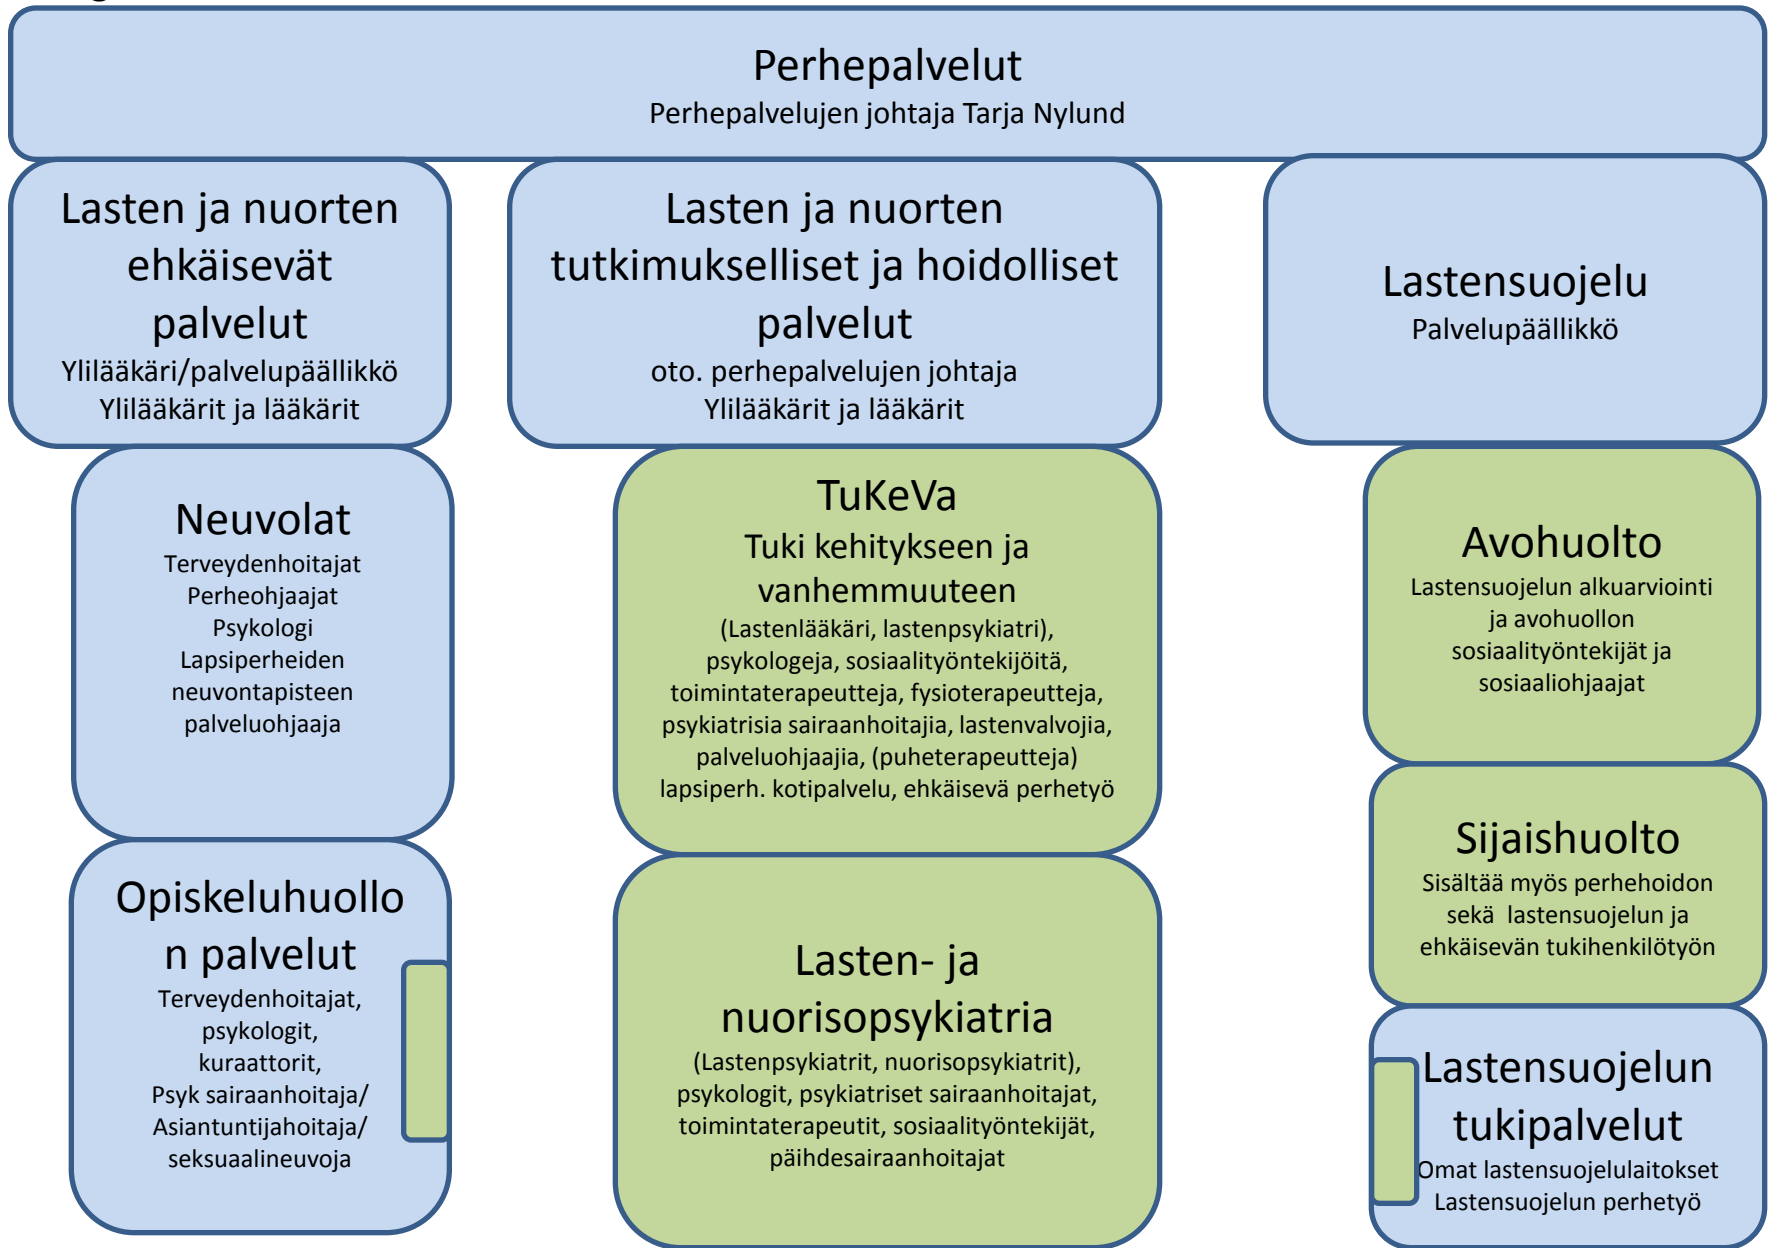 Perhepalvelut
Perhepalvelujen johtaja Tarja Nylund
Lasten ja nuorten
ehkäisevät
palvelut
Ylilääkäri/palvelupäällikkö
Ylilääkärit ja lääkärit
Neuvolat
Terveydenhoitajat
Perheohjaajat
Psykologi
Lapsiperheiden
neuvontapisteen
palveluohjaaja
Opiskeluhuollo
n palvelut
Terveydenhoitajat,
psykologit,
kuraattorit,
Psyk sairaanhoitaja/
Asiantuntijahoitaja/
seksuaalineuvoja
Lasten ja nuorten
tutkimukselliset ja hoidolliset
palvelut
oto. perhepalvelujen johtaja
Ylilääkärit ja lääkärit
TuKeVa
Tuki kehitykseen ja
vanhemmuuteen
(Lastenlääkäri, lastenpsykiatri),
psykologeja, sosiaalityöntekijöitä,
toimintaterapeutteja, fysioterapeutteja,
psykiatrisia sairaanhoitajia, lastenvalvojia,
palveluohjaajia, (puheterapeutteja)
lapsiperh. kotipalvelu, ehkäisevä perhetyö
Lasten- ja
nuorisopsykiatria
(Lastenpsykiatrit, nuorisopsykiatrit),
psykologit, psykiatriset sairaanhoitajat,
toimintaterapeutit, sosiaalityöntekijät,
päihdesairaanhoitajat
Lastensuojelu
Palvelupäällikkö
Avohuolto
Lastensuojelun alkuarviointi
ja avohuollon
sosiaalityöntekijät ja
sosiaaliohjaajat
Sijaishuolto
Sisältää myös perhehoidon
sekä lastensuojelun ja
ehkäisevän tukihenkilötyön
Lastensuojelun
tukipalvelut
Omat lastensuojelulaitokset
Lastensuojelun perhetyö